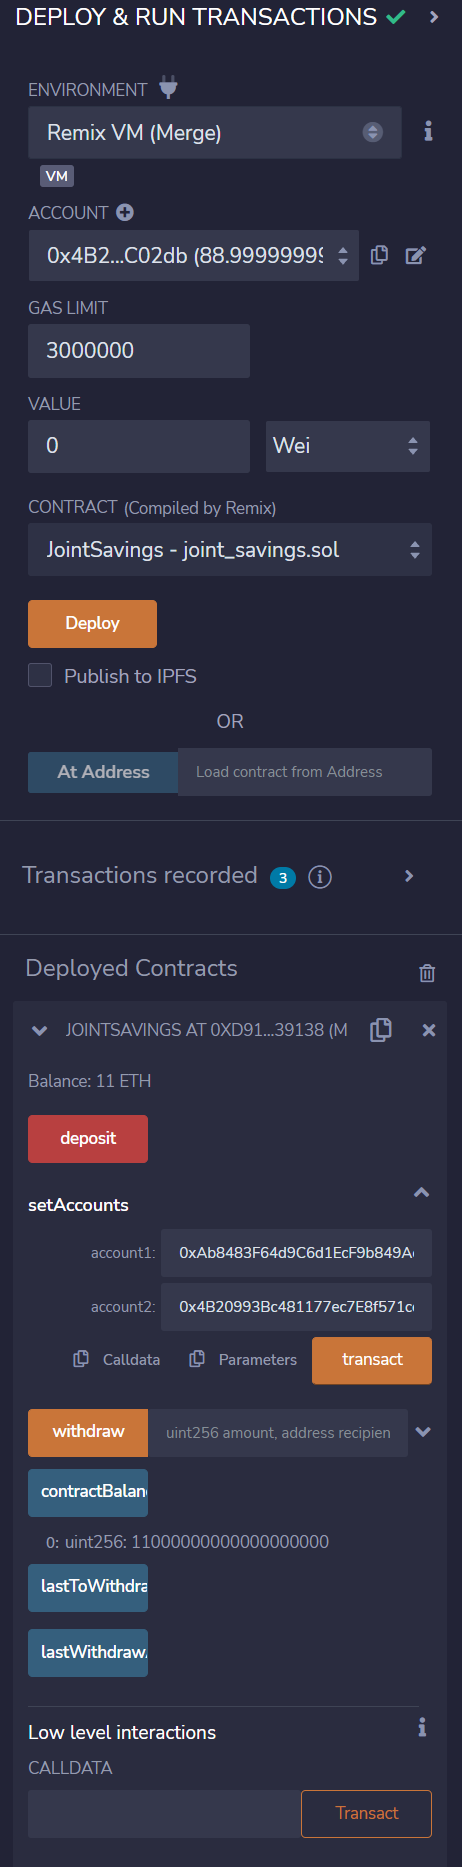 DEPLOY & RUN TRANSACTIONS
ENVIRONMENT
Remix VM (Merge)
VM
ACCOUNT
0x4B2...C02db (88.99999999
GAS LIMIT
3000000
VALUE
0 Wei
CONTRACT (Compiled by Remix)
JointSavings - joint_savings.sol
Deploy
Publish to IPFS
OR
At Address Load contract from Address
Transactions recorded 3
Deployed Contracts
JOINTSAVINGS AT 0XD91...39138 (M
Balance: 11 ETH
deposit
setAccounts
account1: 0xAb8483F64d9C6d1EcF9b849A
account2: 0x4B20993Bc481177ec7E8f571c
Calldata Parameters transact
withdraw uint256 amount, address recipien
contractBalan
0: uint256: 11000000000000000000
lastToWithdra
lastWithdraw
Low level interactions
CALLDATA
Transact